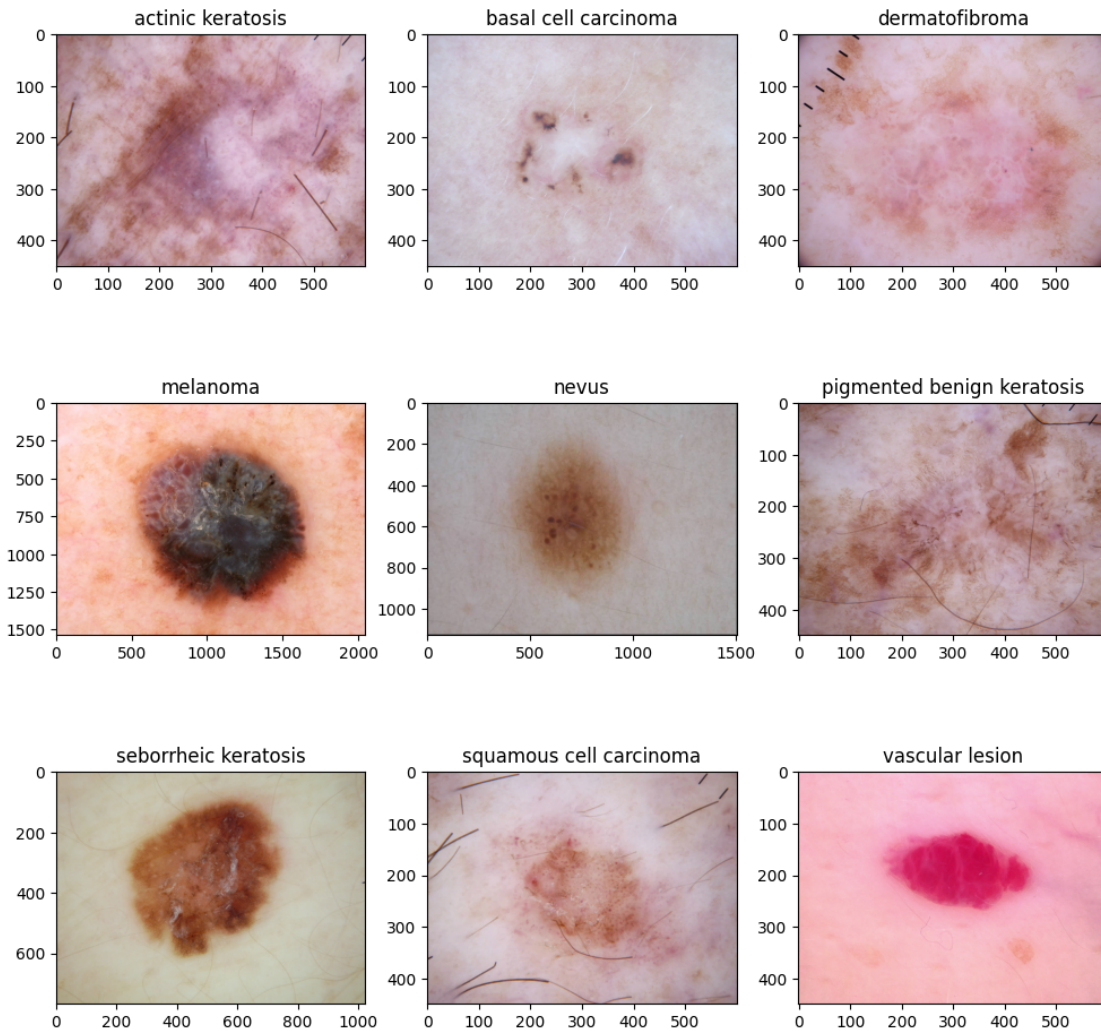 actinic keratosis
basal cell carcinoma
dermatofibroma
0
100
200
300
400
0 100 200 300 400 500
0
100
200
300
400
0 100 200 300 400 500
0
100
200
300
400
0 100 200 300 400 500
melanoma
nevus
pigmented benign keratosis
0
250
500
750
1000
1250
1500
0 500 1000 1500 2000
0
200
400
600
800
1000
0 500 1000 1500
0
100
200
300
400
0 100 200 300 400 500
seborrheic keratosis
squamous cell carcinoma
vascular lesion
0
200
400
600
0 200 400 600 800 1000
0
100
200
300
400
0 100 200 300 400 500
0
100
200
300
400
0 100 200 300 400 500